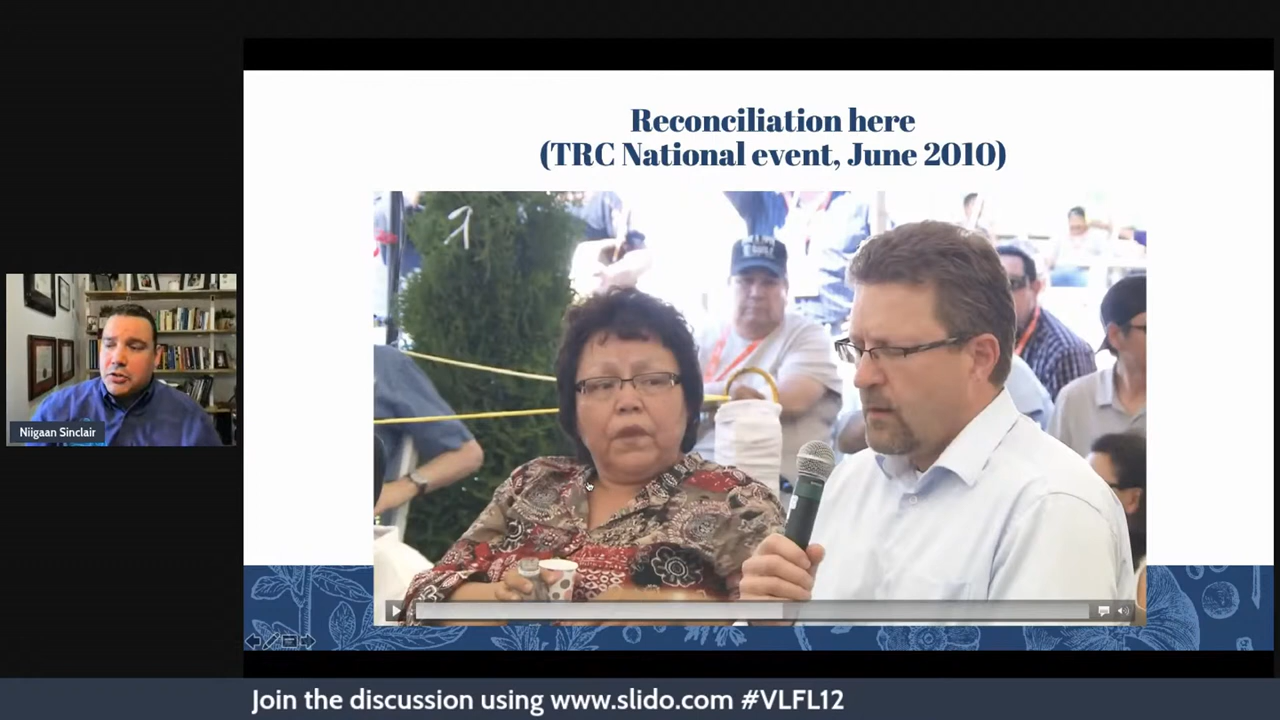 Reconciliation here
(TRC National event, June 2010)
Niigaan Sinclair
Join the discussion using www.slido.com #VLFL12